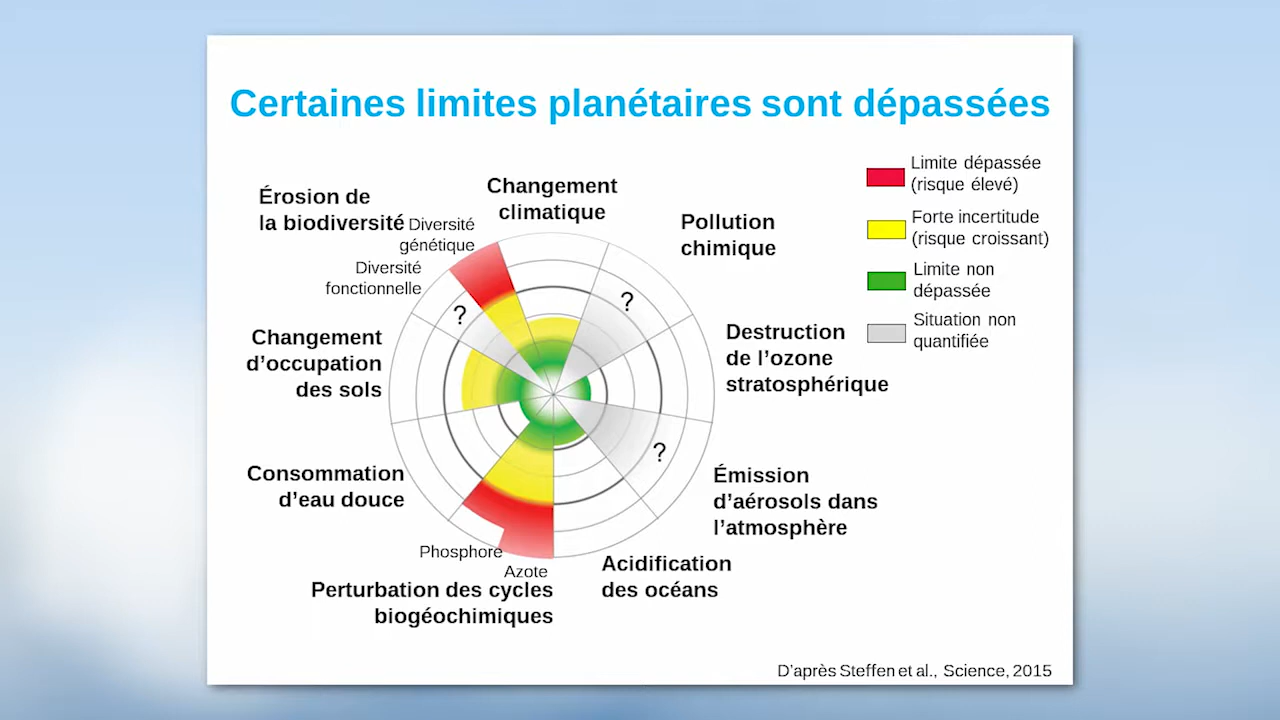 Certaines limites planétaires sont dépassées
Limite dépassée
(risque élevé)
Forte incertitude
(risque croissant)
Limite non
dépassée
Situation non
quantifiée
Changement
climatique
Pollution
chimique
?
Destruction
de l’ozone
stratosphérique
Émission
d’aérosols dans
l’atmosphère
?
Acidification
des océans
Azote
Phosphore
Perturbation des cycles
biogéochimiques
Consommation
d’eau douce
Changement
d’occupation
des sols
Érosion de
la biodiversité
Diversité
génétique
Diversité
fonctionnelle
?
D’après Steffen et al., Science, 2015